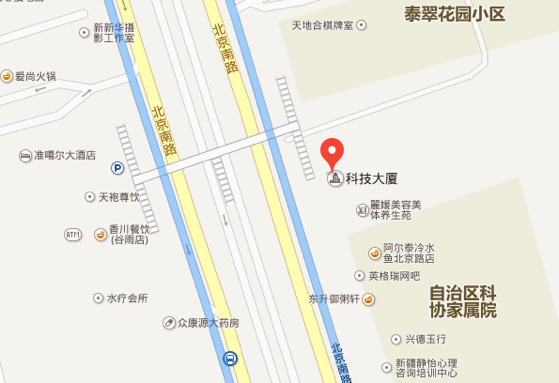 泰翠花园小区
天地合棋牌室
新新华摄
影工作室
北京南路
爱尚火锅
北京南路
准噶尔大酒店
P
科技大厦
天袍尊饮
麗媛美容美
体养生苑
香川餐饮
(谷雨店)
ATM
阿尔泰冷水
鱼北京路店
英格瑞网吧
自治区科
协家属院
水疗会所
东升御粥轩
众康源大药房
兴德玉行
北京南路
新疆静怡心理
咨询培训中心